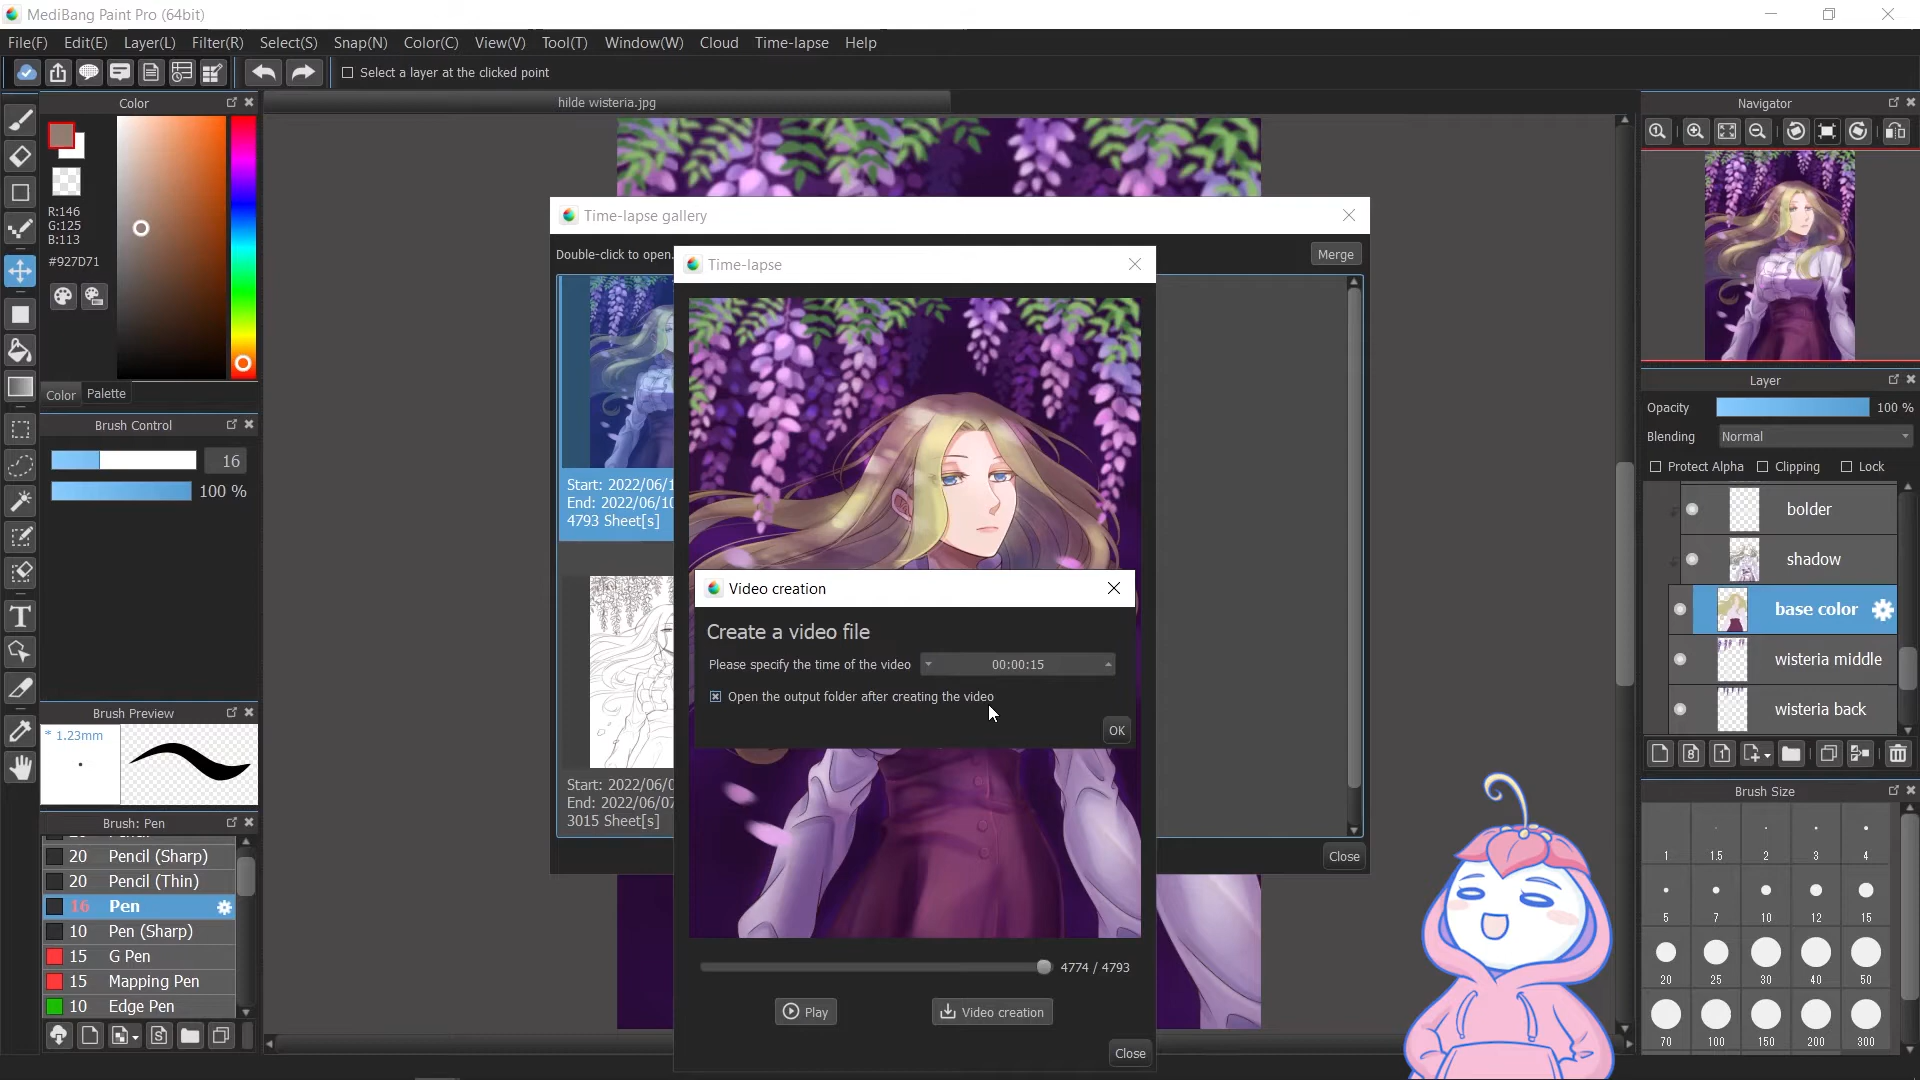 MediBang Paint Pro (64bit)
File(F) Edit(E) Layer(L) Filter(R) Select(S) Snap(N) Color(C) View(V) Tool(T) Window(W) Cloud Time-lapse Help
Select a layer at the clicked point
Color
hilde wisteria.jpg
Navigator
R:146
G:125
B:113
#927D71
Color Palette
Brush Control
16
100 %
Brush Preview
* 1.23mm
Brush: Pen
20 Pencil (Sharp)
20 Pencil (Thin)
16 Pen
10 Pen (Sharp)
15 G Pen
15 Mapping Pen
10 Edge Pen
Time-lapse gallery
Double-click to open.
Merge
Start: 2022/06/1
End: 2022/06/10
4793 Sheet[s]
Start: 2022/06/0
End: 2022/06/07
3015 Sheet[s]
Close
Time-lapse
Video creation
Create a video file
Please specify the time of the video 00:00:15
Open the output folder after creating the video
OK
4774 / 4793
Play
Video creation
Close
Layer
Opacity 100 %
Blending Normal
Protect Alpha Clipping Lock
bolder
shadow
base color
wisteria middle
wisteria back
Brush Size
1 1.5 2 3 4
5 7 10 12 15
20 25 30 40 50
70 100 150 200 300